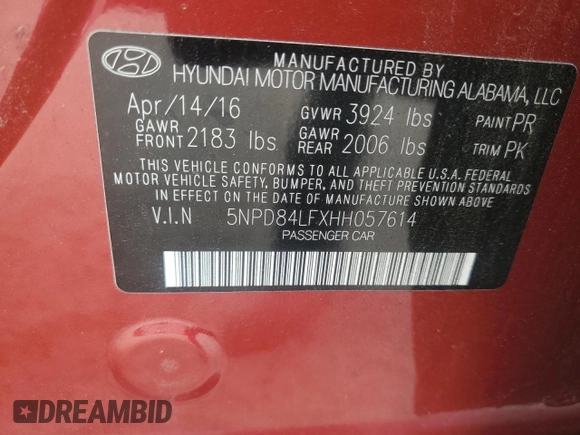 MANUFACTURED BY
HYUNDAI MOTOR MANUFACTURING ALABAMA, LLC
Apr/14/16 GVWR 3924 lbs PAINT PR
GAWR FRONT 2183 lbs GAWR REAR 2006 lbs TRIM PK
THIS VEHICLE CONFORMS TO ALL APPLICABLE U.S.A. FEDERAL
MOTOR VEHICLE SAFETY, BUMPER, AND THEFT PREVENTION STANDARDS
IN EFFECT ON THE DATE OF MANUFACTURE SHOWN ABOVE.
V.I.N 5NPD84LFXHH057614
PASSENGER CAR
DREAMBID